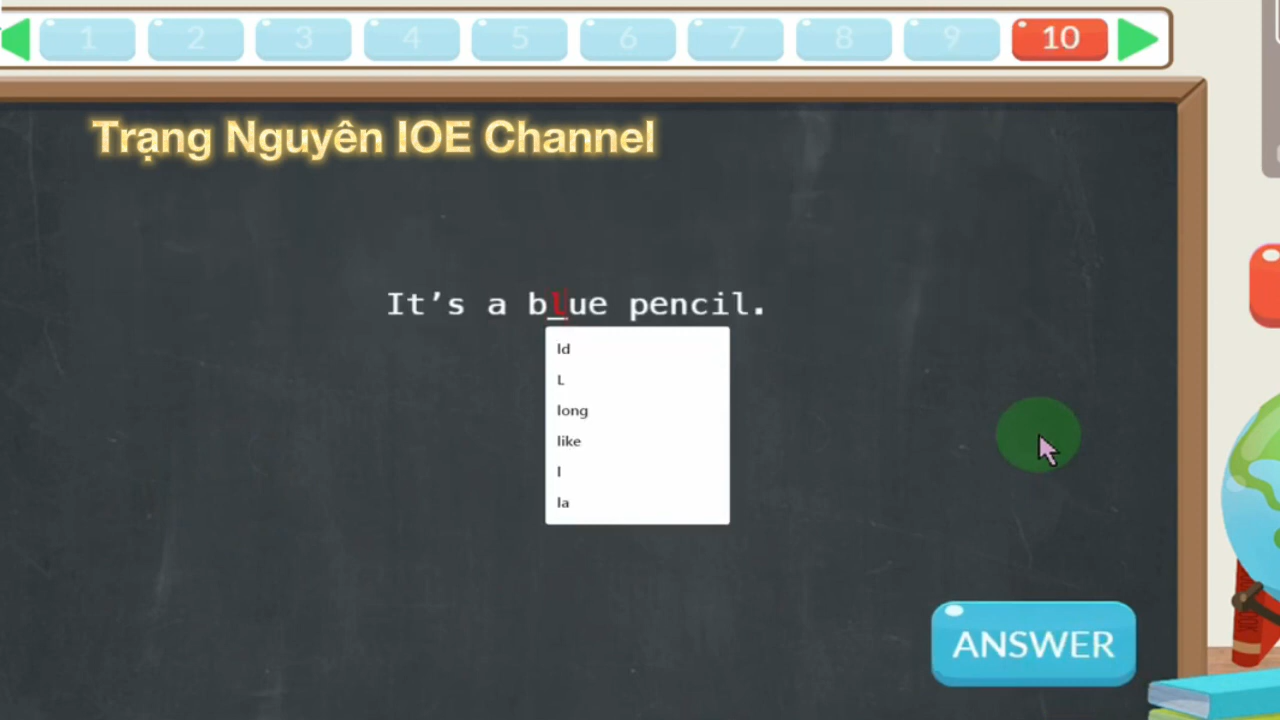 1 2 3 4 5 6 7 8 9 10
Trạng Nguyên IOE Channel
It’s a blue pencil.
ld
L
long
like
l
la
ANSWER